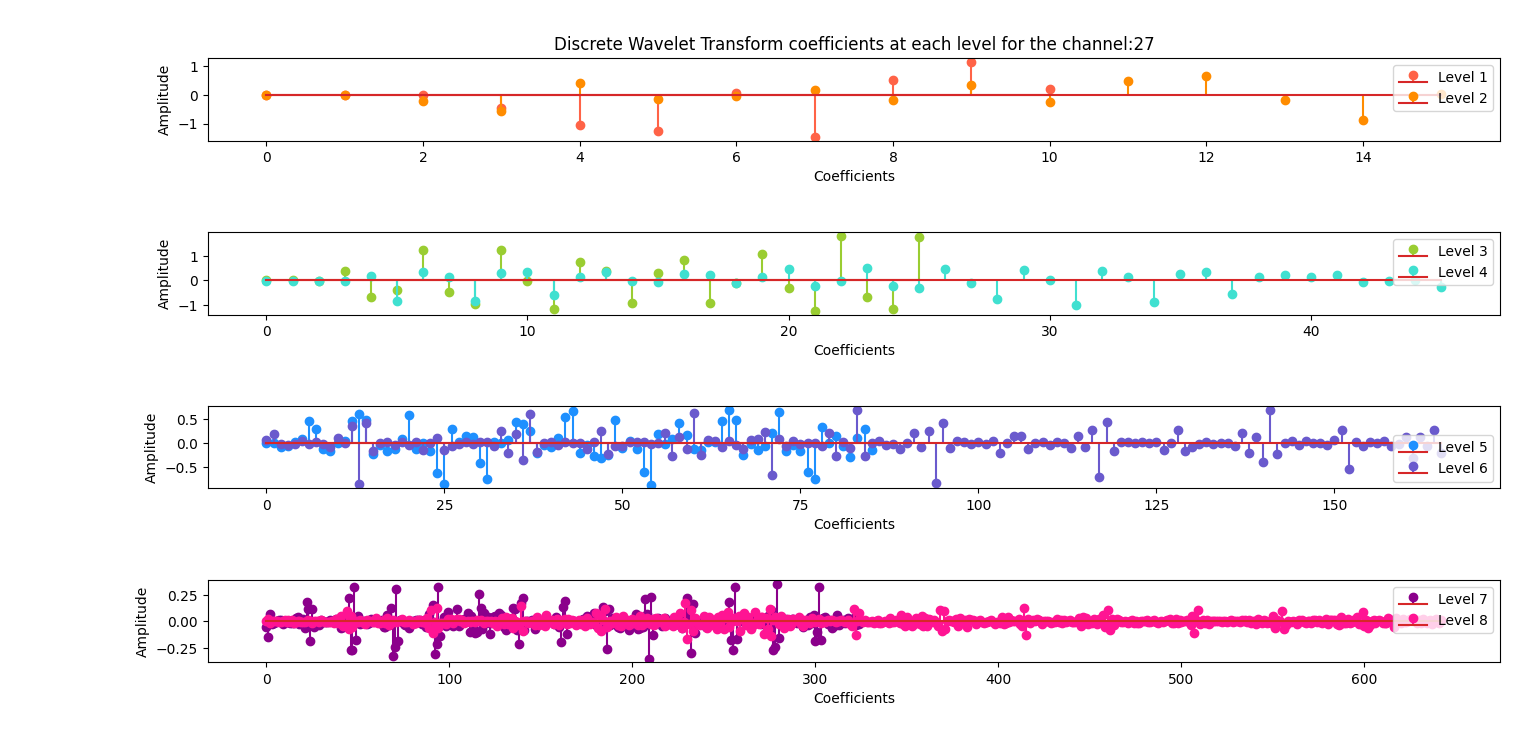 Discrete Wavelet Transform coefficients at each level for the channel:27
Amplitude
1
0
−1
Level 1
Level 2
0 2 4 6 8 10 12 14
Coefficients
Amplitude
1
0
−1
Level 3
Level 4
0 10 20 30 40
Coefficients
Amplitude
0.5
0.0
−0.5
Level 5
Level 6
0 25 50 75 100 125 150
Coefficients
Amplitude
0.25
0.00
−0.25
Level 7
Level 8
0 100 200 300 400 500 600
Coefficients